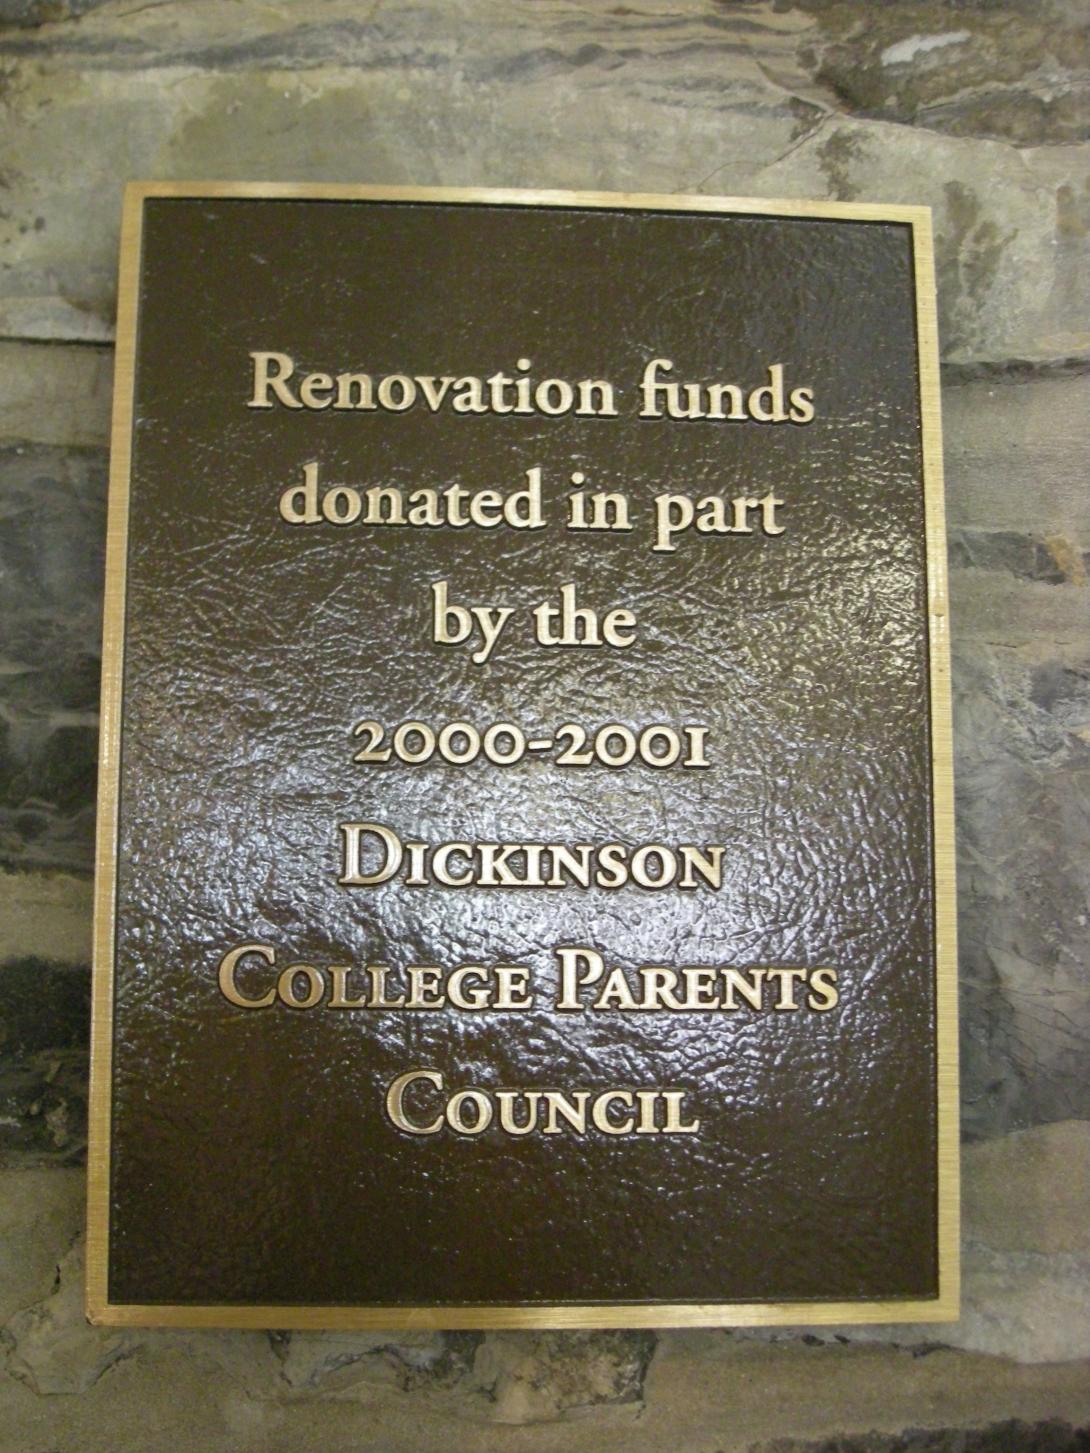 Renovation funds
donated in part
by the
2000-2001
Dickinson
College Parents
Council